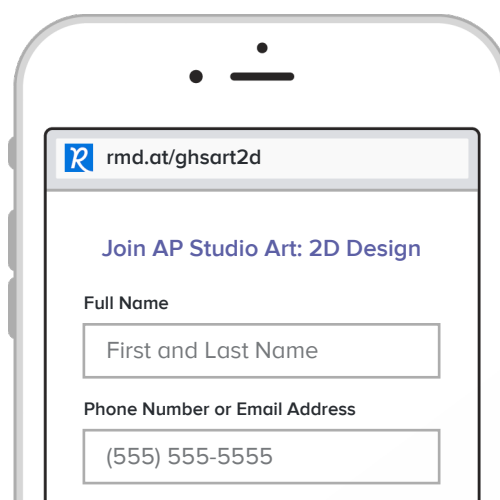 rmd.at/ghsart2d
Join AP Studio Art: 2D Design
Full Name
First and Last Name
Phone Number or Email Address
(555) 555-5555